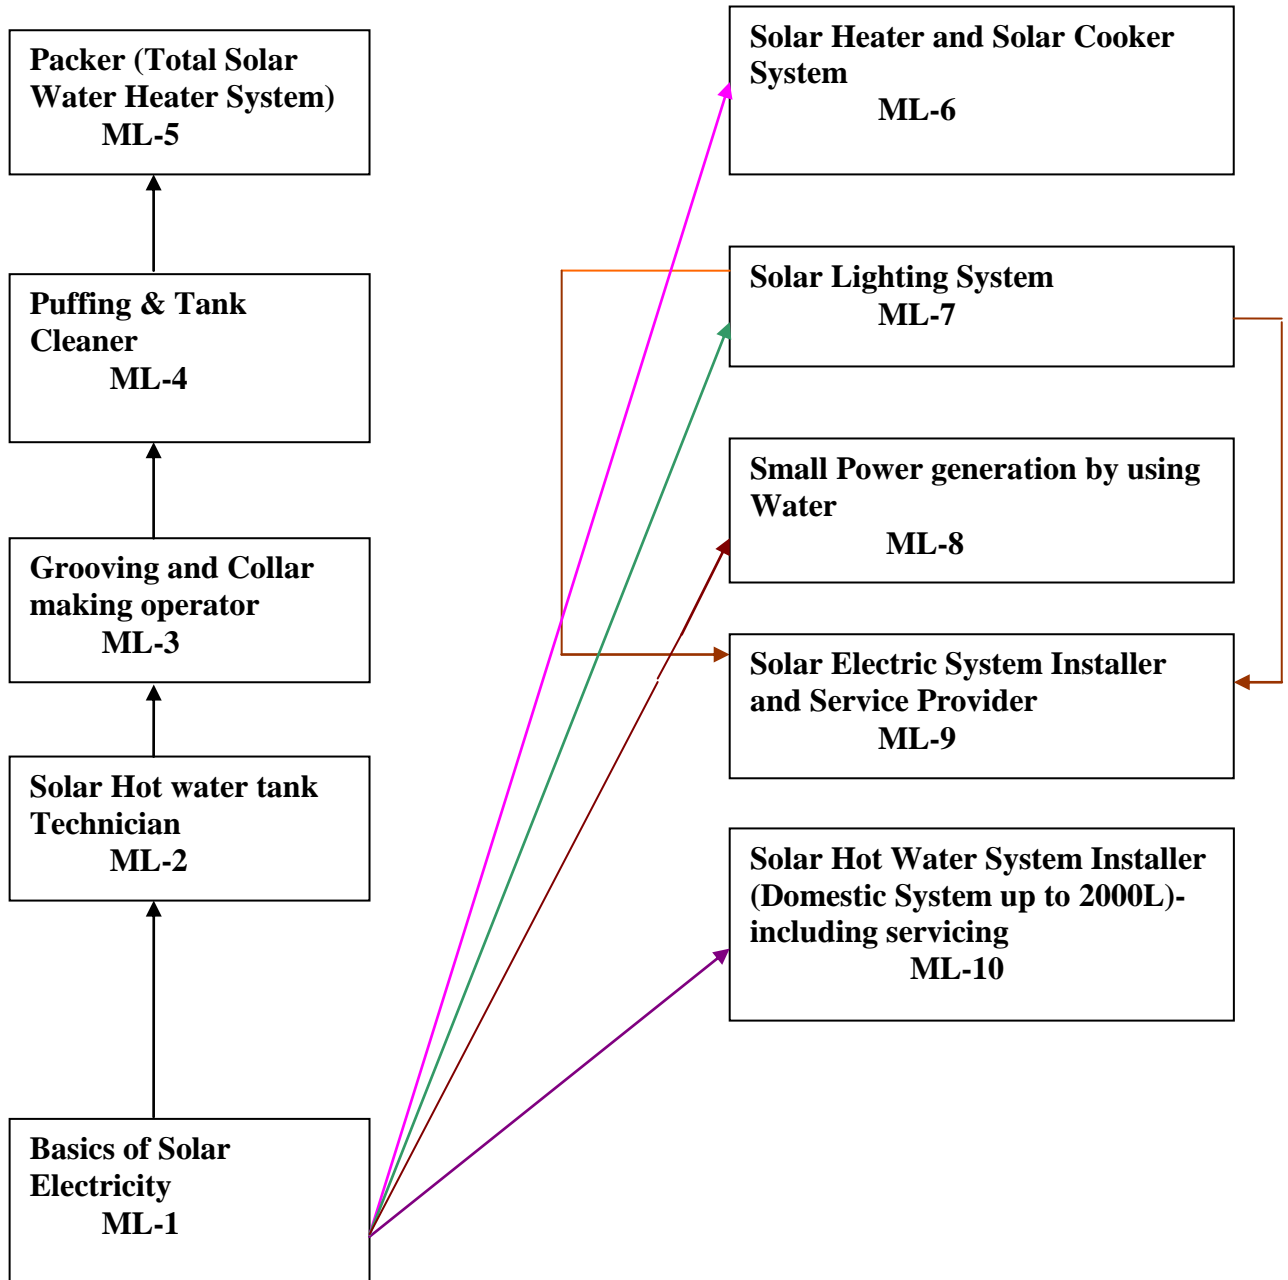 Packer (Total Solar
Water Heater System)
ML-5
Puffing & Tank
Cleaner
ML-4
Grooving and Collar
making operator
ML-3
Solar Hot water tank
Technician
ML-2
Basics of Solar
Electricity
ML-1
Solar Heater and Solar Cooker
System
ML-6
Solar Lighting System
ML-7
Small Power generation by using
Water
ML-8
Solar Electric System Installer
and Service Provider
ML-9
Solar Hot Water System Installer
(Domestic System up to 2000L)-
including servicing
ML-10